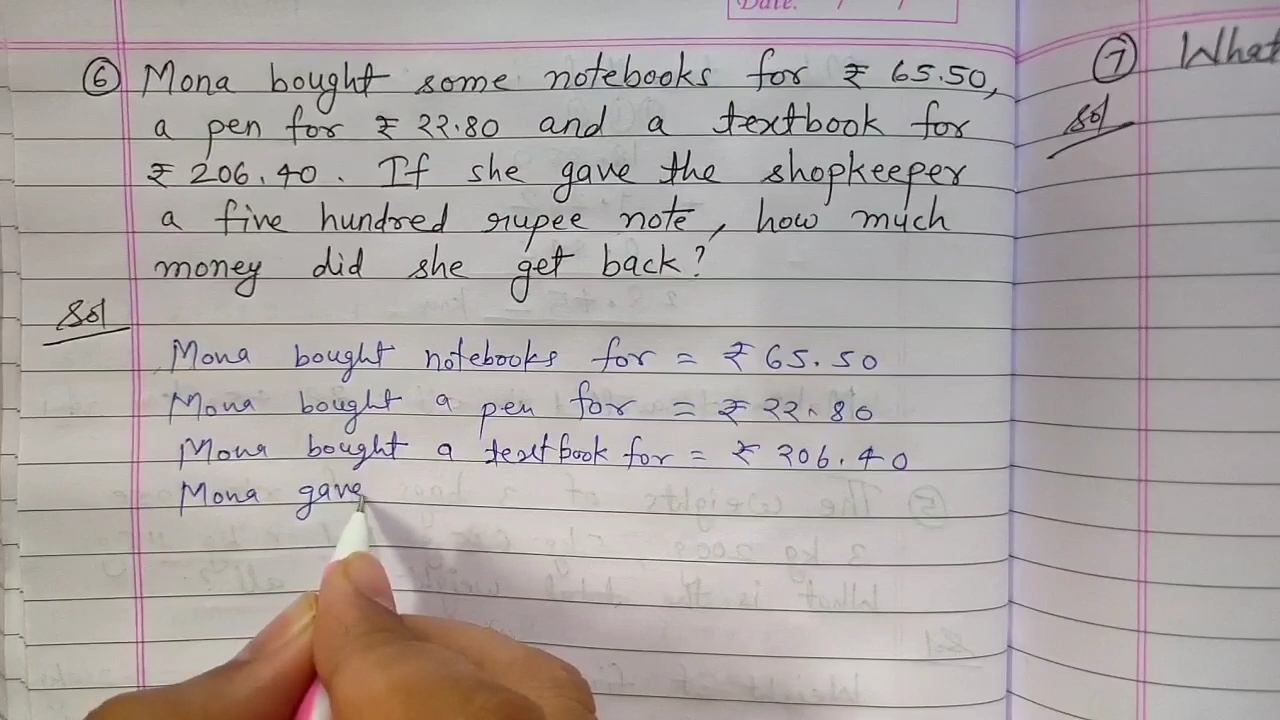 Date. / /
⑥ Mona bought some notebooks for ₹ 65.50,
a pen for ₹ 22.80 and a textbook for
₹ 206.40. If she gave the shopkeeper
a five hundred rupee note, how much
money did she get back?
Sol
Mona bought notebooks for = ₹ 65.50
Mona bought a pen for = ₹ 22.80
Mona bought a textbook for = ₹ 206.40
Mona gave
⑦ What
Sol